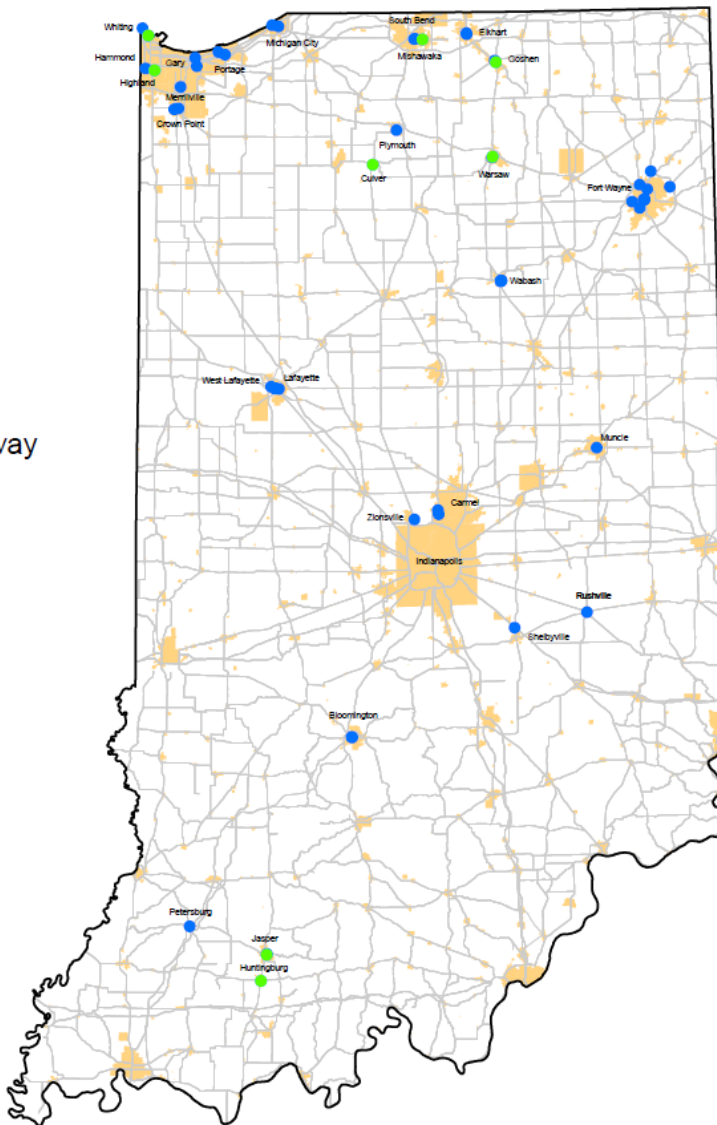 South Bend
Whiting
Elkhart
Michigan City
Hammond
Gary
Portage
Mishawaka
Goshen
Highland
Merrillville
Crown Point
Plymouth
Warsaw
Culver
Fort Wayne
Wabash
West Lafayette
Lafayette
way
Muncie
Carmel
Zionsville
Indianapolis
Rushville
Shelbyville
Bloomington
Petersburg
Jasper
Huntingburg